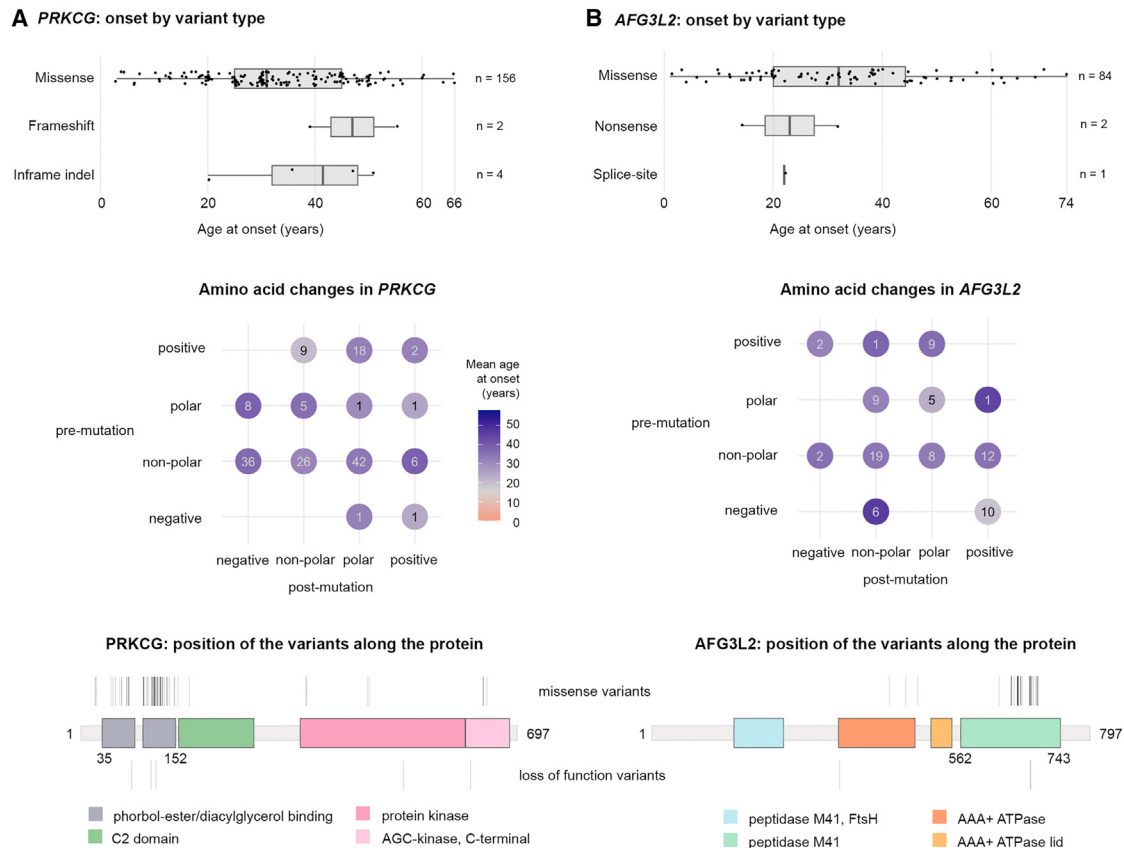 A PRKCG: onset by variant type
Missense
n = 156
Frameshift
n = 2
Inframe indel
n = 4
0 20 40 60 66
Age at onset (years)
B AFG3L2: onset by variant type
Missense
n = 84
Nonsense
n = 2
Splice-site
n = 1
0 20 40 60 74
Age at onset (years)
Amino acid changes in PRKCG
pre-mutation
positive 9 18 2
polar 8 5 1 1
non-polar 36 26 42 6
negative 1 1
negative non-polar polar positive
post-mutation
Mean age
at onset
(years)
50
40
30
20
10
0
Amino acid changes in AFG3L2
pre-mutation
positive 2 1 9
polar 9 5 1
non-polar 2 19 8 12
negative 6 10
negative non-polar polar positive
post-mutation
PRKCG: position of the variants along the protein
AFG3L2: position of the variants along the protein
missense variants
1 697
35 152
1 797
562 743
loss of function variants
phorbol-ester/diacylglycerol binding
C2 domain
protein kinase
AGC-kinase, C-terminal
peptidase M41, FtsH
peptidase M41
AAA+ ATPase
AAA+ ATPase lid